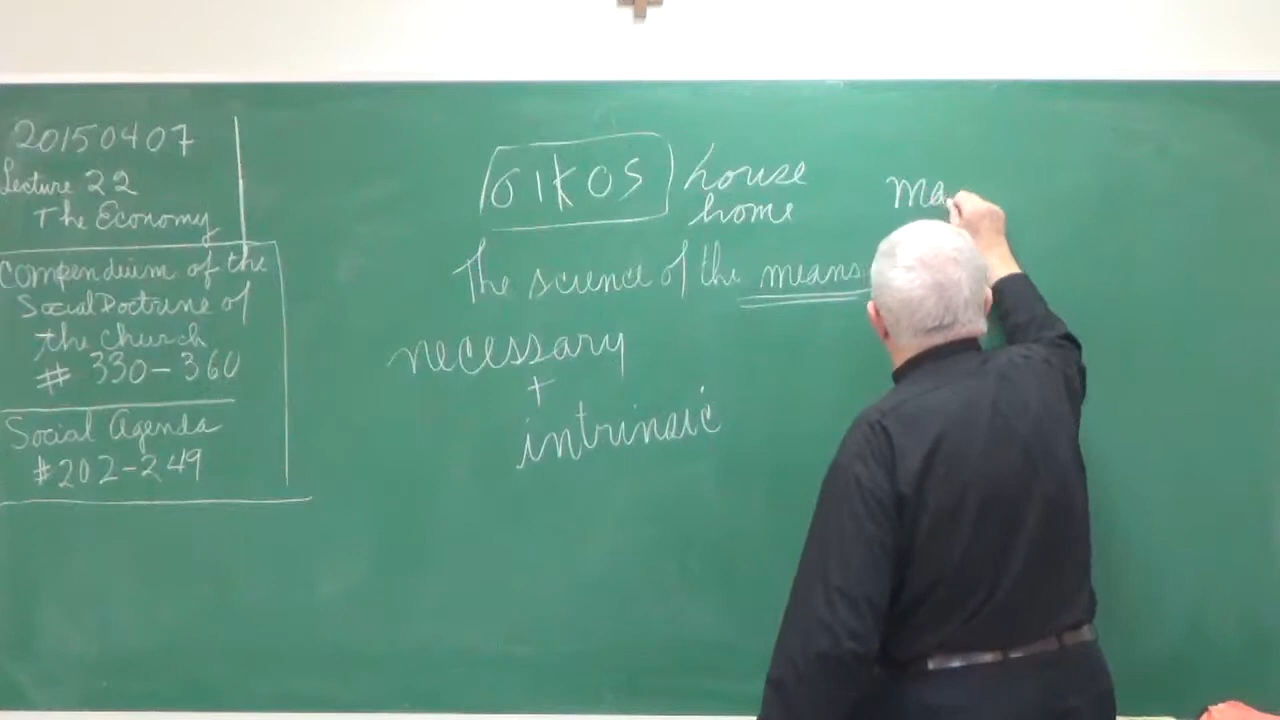 20150407
Lecture 22
The Economy
Compendium of the
Social Doctrine of
the Church
# 330-360
Social Agenda
#202-249
OIKOS
house
home
The science of the means
necessary
+
intrinsic
Ma